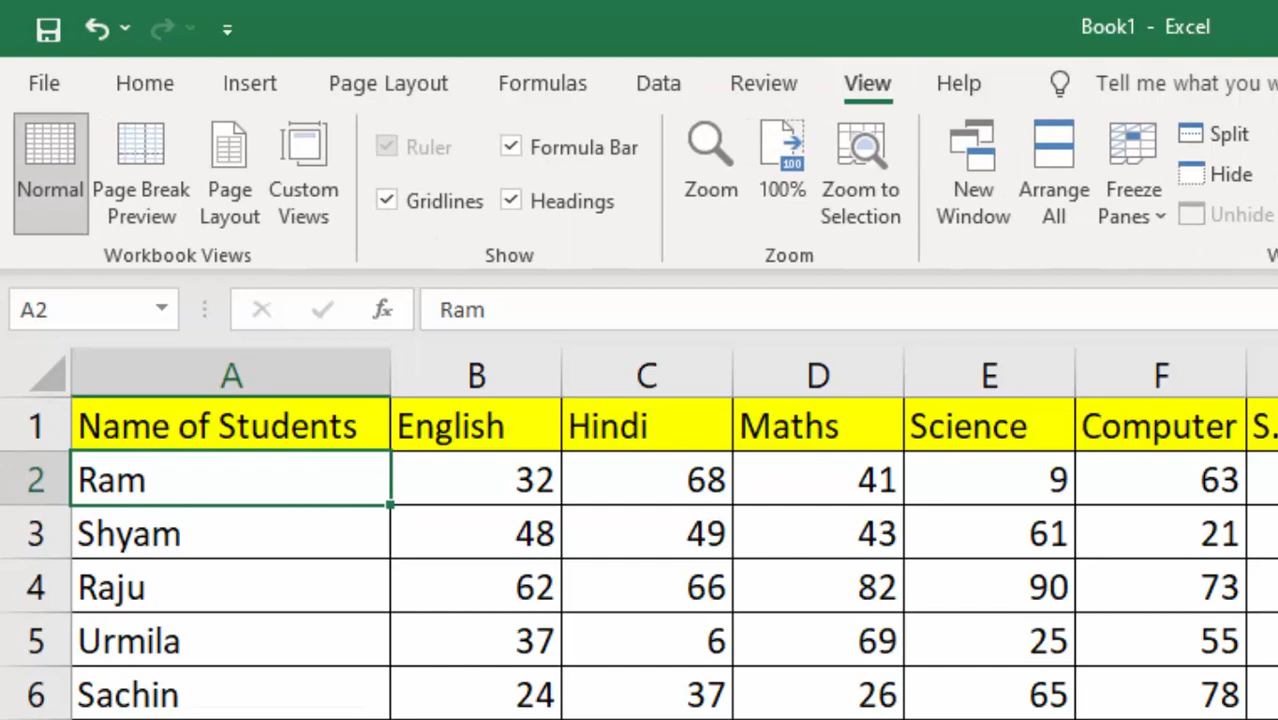 Book1 - Excel
File Home Insert Page Layout Formulas Data Review View Help Tell me what you w
Normal Page Break Preview Page Layout Custom Views
Workbook Views
Ruler Formula Bar
Gridlines Headings
Show
Zoom 100 100% Zoom to Selection
Zoom
New Window Arrange All Freeze Panes
Split
Hide
Unhide
A2 fx Ram
A B C D E F
1 Name of Students English Hindi Maths Science Computer S.
2 Ram 32 68 41 9 63
3 Shyam 48 49 43 61 21
4 Raju 62 66 82 90 73
5 Urmila 37 6 69 25 55
6 Sachin 24 37 26 65 78